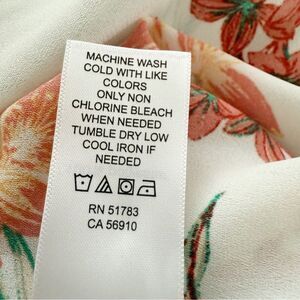 MACHINE WASH
COLD WITH LIKE
COLORS
ONLY NON
CHLORINE BLEACH
WHEN NEEDED
TUMBLE DRY LOW
COOL IRON IF
NEEDED
RN 51783
CA 56910